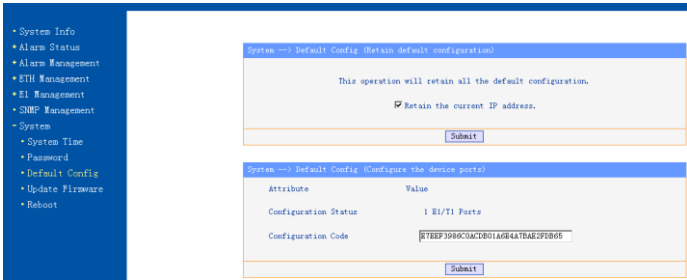 System Info
Alarm Status
Alarm Management
ETH Management
E1 Management
SNMP Management
System
System Time
Password
Default Config
Update Firmware
Reboot
System --> Default Config (Retain default configuration)
This operation will retain all the default configuration.
Retain the current IP address.
Submit
System --> Default Config (Configure the device ports)
Attribute Value
Configuration Status 1 E1/T1 Ports
Configuration Code E7EEF3986C0ACDB01A6E4A7BAE2FDB65
Submit